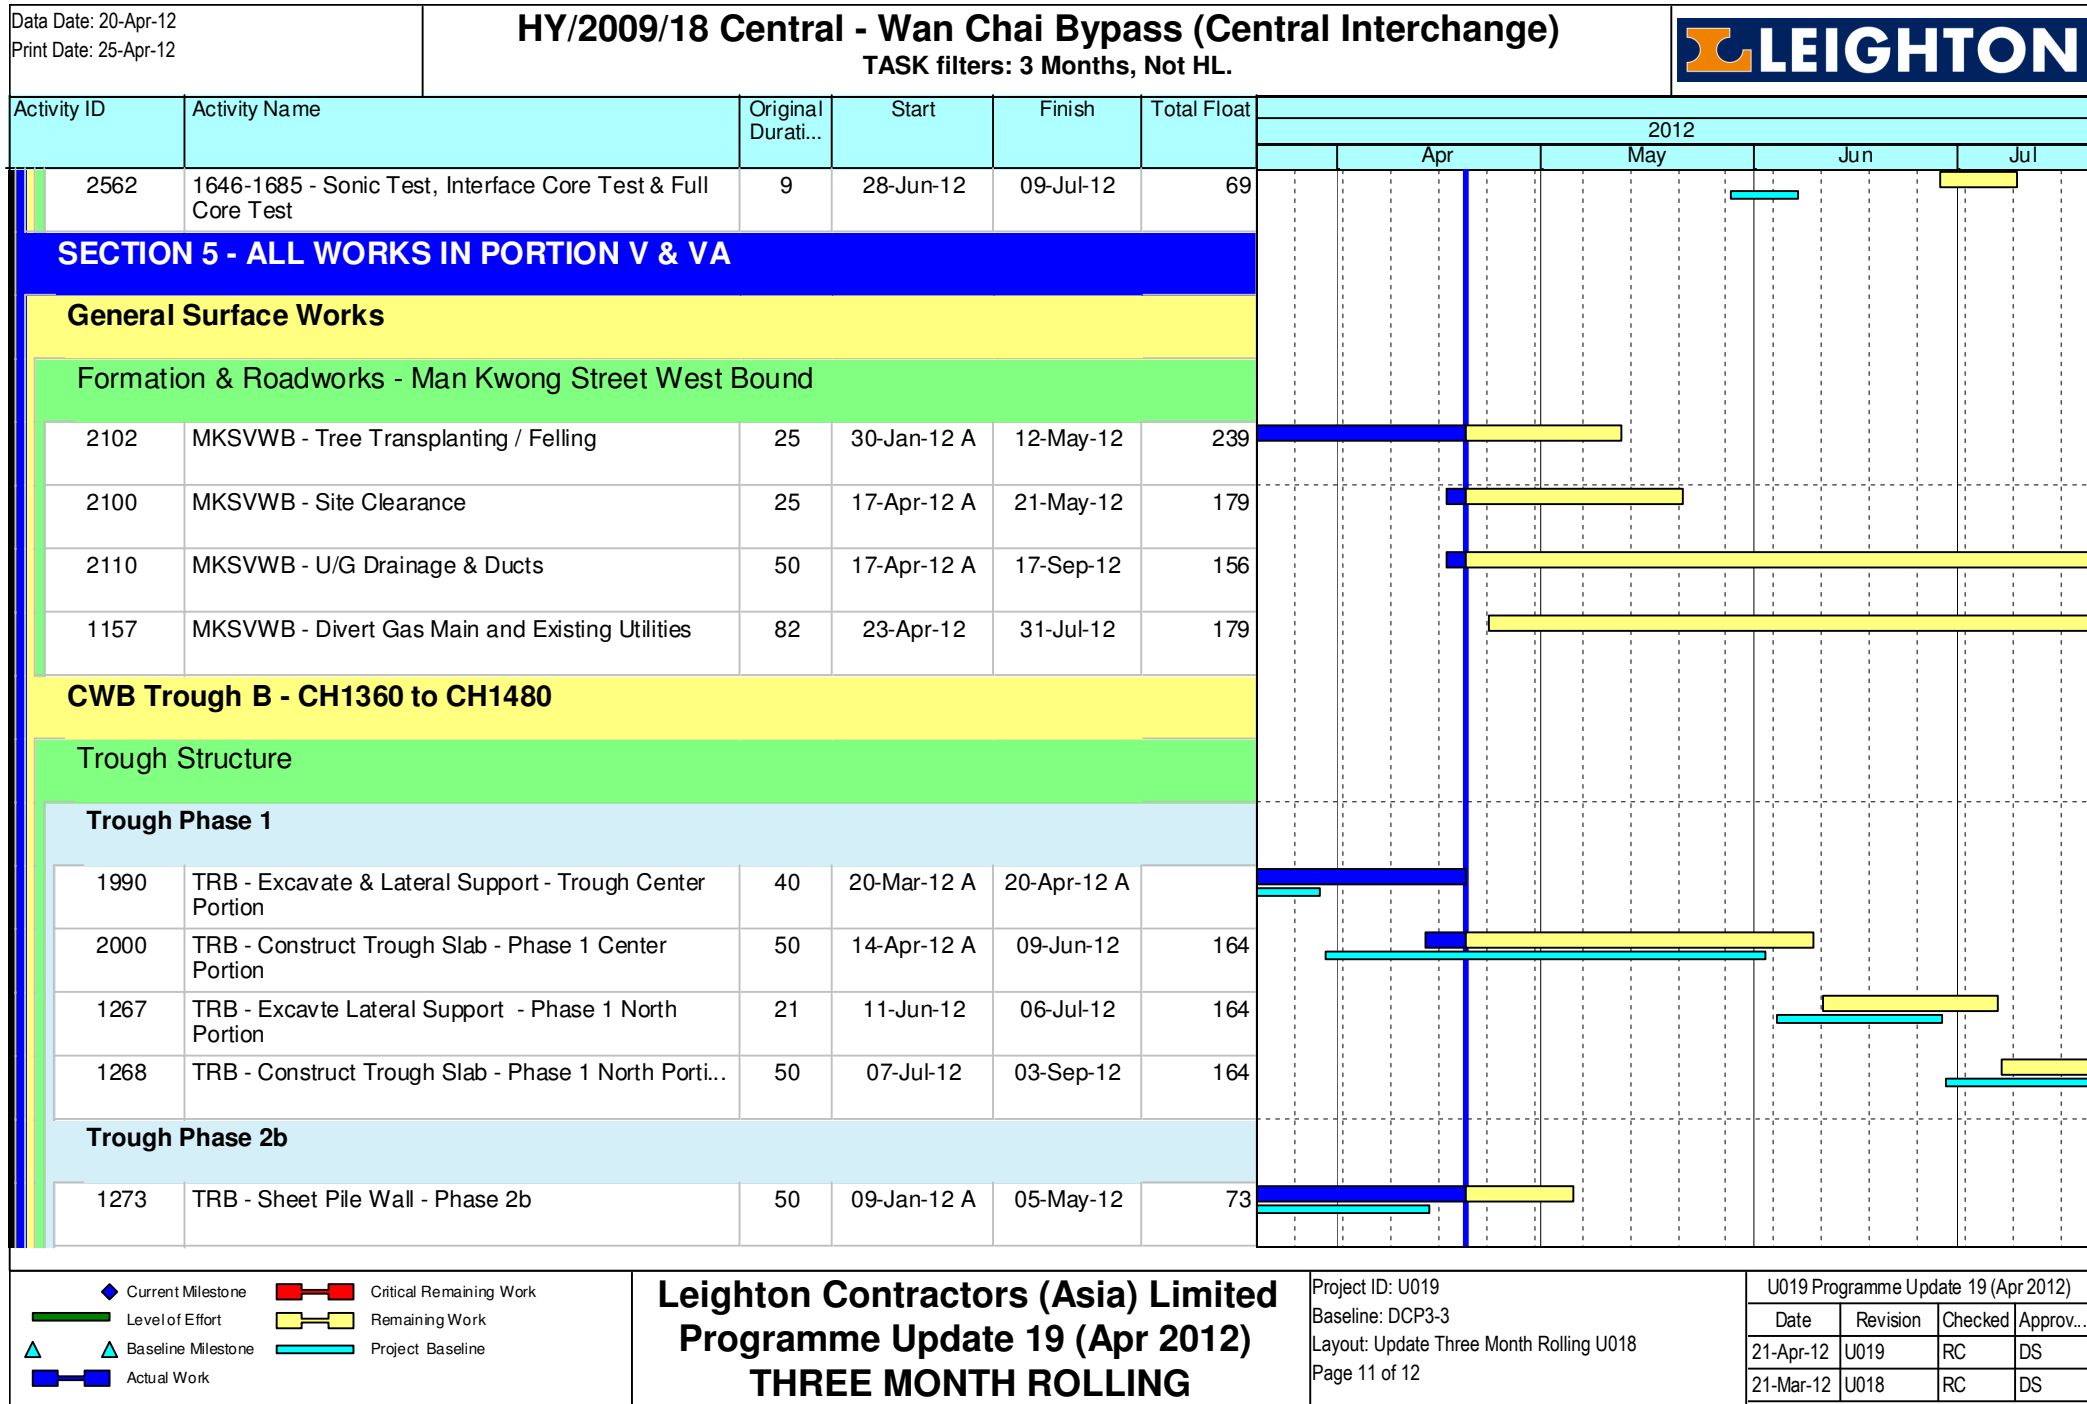 Data Date: 20-Apr-12
Print Date: 25-Apr-12
HY/2009/18 Central - Wan Chai Bypass (Central Interchange)
TASK filters: 3 Months, Not HL.
LEIGHTON
Activity ID Activity Name Original Durati... Start Finish Total Float
2012
Apr May Jun Jul
2562 1646-1685 - Sonic Test, Interface Core Test & Full 9 28-Jun-12 09-Jul-12 69
Core Test
SECTION 5 - ALL WORKS IN PORTION V & VA
General Surface Works
Formation & Roadworks - Man Kwong Street West Bound
2102 MKSVWB - Tree Transplanting / Felling 25 30-Jan-12 A 12-May-12 239
2100 MKSVWB - Site Clearance 25 17-Apr-12 A 21-May-12 179
2110 MKSVWB - U/G Drainage & Ducts 50 17-Apr-12 A 17-Sep-12 156
1157 MKSVWB - Divert Gas Main and Existing Utilities 82 23-Apr-12 31-Jul-12 179
CWB Trough B - CH1360 to CH1480
Trough Structure
Trough Phase 1
1990 TRB - Excavate & Lateral Support - Trough Center 40 20-Mar-12 A 20-Apr-12 A
Portion
2000 TRB - Construct Trough Slab - Phase 1 Center 50 14-Apr-12 A 09-Jun-12 164
Portion
1267 TRB - Excavte Lateral Support  - Phase 1 North 21 11-Jun-12 06-Jul-12 164
Portion
1268 TRB - Construct Trough Slab - Phase 1 North Porti... 50 07-Jul-12 03-Sep-12 164
Trough Phase 2b
1273 TRB - Sheet Pile Wall - Phase 2b 50 09-Jan-12 A 05-May-12 73
Current Milestone Critical Remaining Work
Level of Effort Remaining Work
Baseline Milestone Project Baseline
Actual Work
Leighton Contractors (Asia) Limited
Programme Update 19 (Apr 2012)
THREE MONTH ROLLING
Project ID: U019
Baseline: DCP3-3
Layout: Update Three Month Rolling U018
Page 11 of 12
U019 Programme Update 19 (Apr 2012)
Date Revision Checked Approv...
21-Apr-12 U019 RC DS
21-Mar-12 U018 RC DS